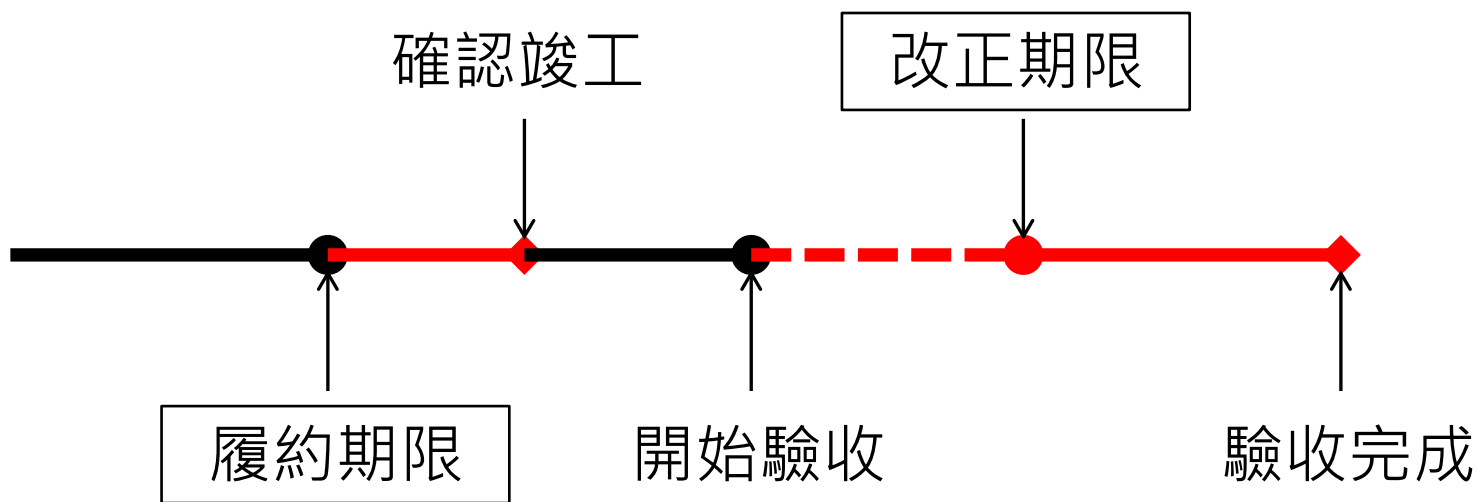 確認竣工
改正期限
履約期限
開始驗收
驗收完成